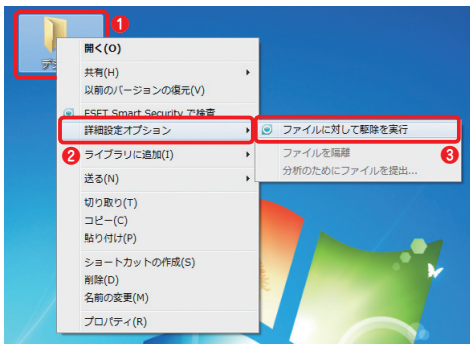 ❶
開く(O)
共有(H)
以前のバージョンの復元(V)
ESET Smart Security で検査
詳細設定オプション
ファイルに対して駆除を実行
❷
ライブラリに追加(I)
ファイルを隔離
❸
送る(N)
分析のためにファイルを提出...
切り取り(T)
コピー(C)
貼り付け(P)
ショートカットの作成(S)
削除(D)
名前の変更(M)
プロパティ(R)